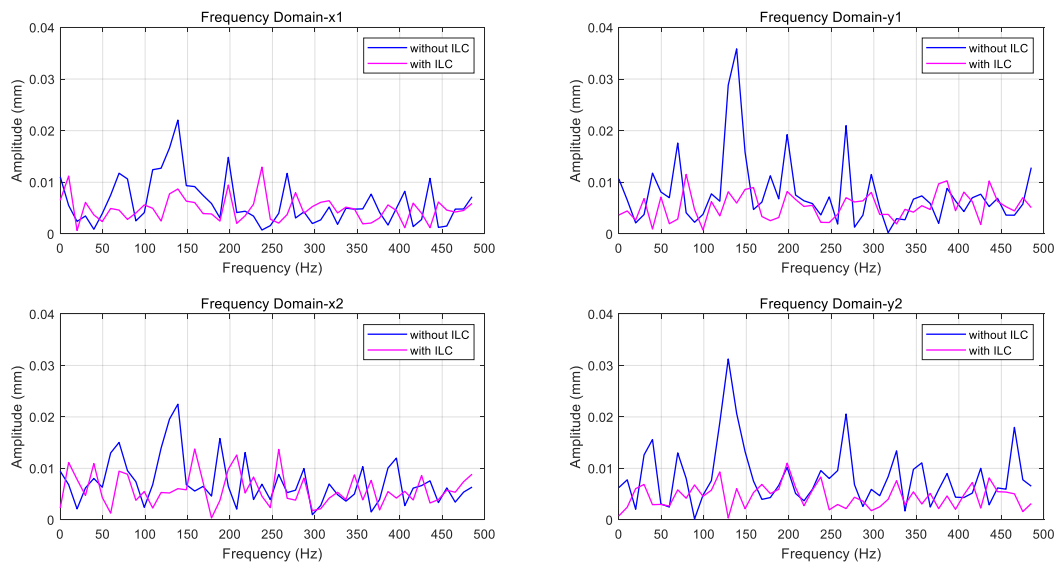 Frequency Domain-x1
0.04
0.03
0.02
0.01
0
Amplitude (mm)
without ILC
with ILC
0 50 100 150 200 250 300 350 400 450 500
Frequency (Hz)
Frequency Domain-y1
0.04
0.03
0.02
0.01
0
Amplitude (mm)
without ILC
with ILC
0 50 100 150 200 250 300 350 400 450 500
Frequency (Hz)
Frequency Domain-x2
0.04
0.03
0.02
0.01
0
Amplitude (mm)
without ILC
with ILC
0 50 100 150 200 250 300 350 400 450 500
Frequency (Hz)
Frequency Domain-y2
0.04
0.03
0.02
0.01
0
Amplitude (mm)
without ILC
with ILC
0 50 100 150 200 250 300 350 400 450 500
Frequency (Hz)